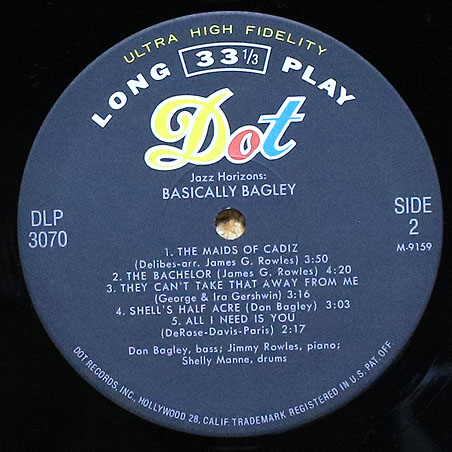 ULTRA HIGH FIDELITY
LONG 33 1/3 PLAY
Dot
Jazz Horizons:
BASICALLY BAGLEY
DLP
3070
SIDE
2
M-9159
1. THE MAIDS OF CADIZ
(Delibes-arr. James G. Rowles) 3:50
2. THE BACHELOR (James G. Rowles) 4:20
3. THEY CAN'T TAKE THAT AWAY FROM ME
(George & Ira Gershwin) 3:16
4. SHELL'S HALF ACRE (Don Bagley) 3:03
5. ALL I NEED IS YOU
(DeRose-Davis-Paris) 2:17
Don Bagley, bass; Jimmy Rowles, piano;
Shelly Manne, drums
DOT RECORDS, INC. HOLLYWOOD 28, CALIF. TRADEMARK REGISTERED IN U.S. PAT. OFF.